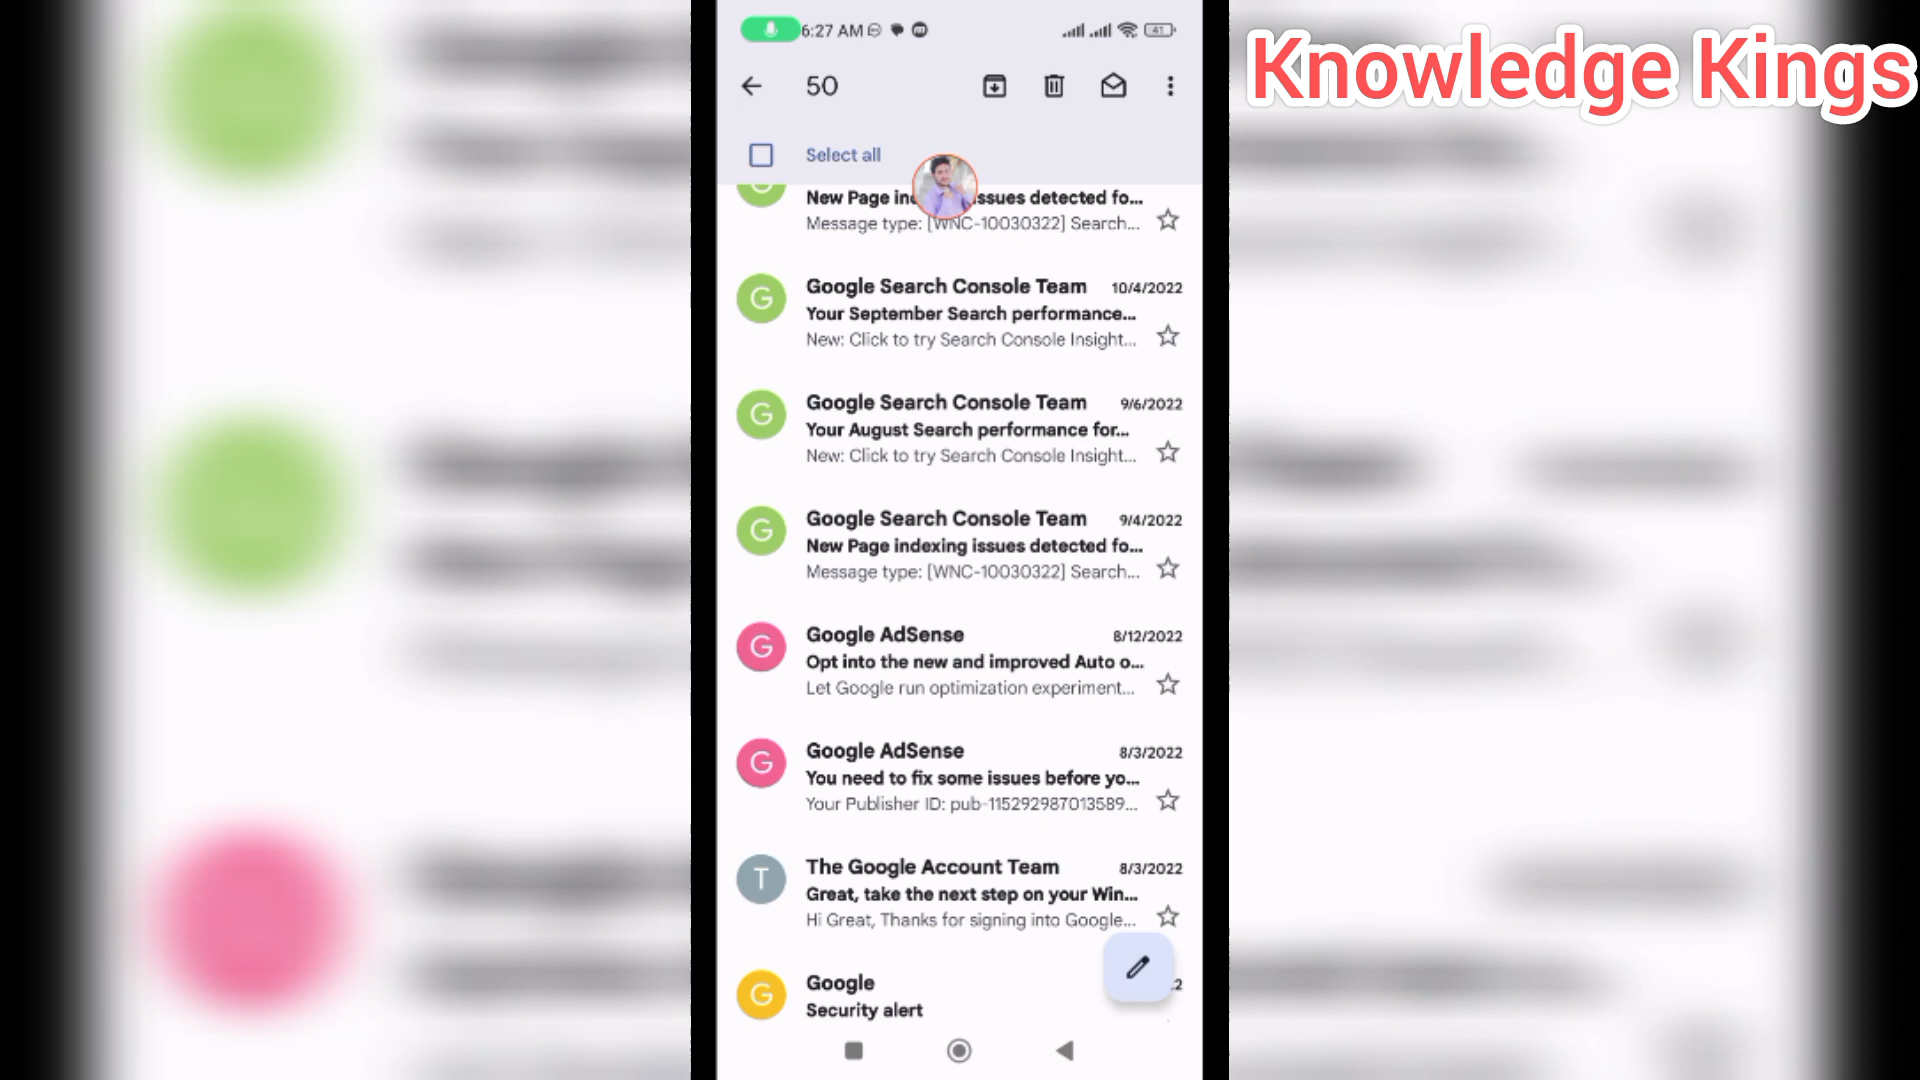 Knowledge Kings
6:27 AM
41
50
Select all
New Page in ssues detected fo...
Message type: [WNC-10030322] Search...
G
Google Search Console Team 10/4/2022
Your September Search performance...
New: Click to try Search Console Insight...
G
Google Search Console Team 9/6/2022
Your August Search performance for...
New: Click to try Search Console Insight...
G
Google Search Console Team 9/4/2022
New Page indexing issues detected fo...
Message type: [WNC-10030322] Search...
G
Google AdSense 8/12/2022
Opt into the new and improved Auto o...
Let Google run optimization experiment...
G
Google AdSense 8/3/2022
You need to fix some issues before yo...
Your Publisher ID: pub-115292987013589...
T
The Google Account Team 8/3/2022
Great, take the next step on your Win...
Hi Great, Thanks for signing into Google...
G
Google 2
Security alert